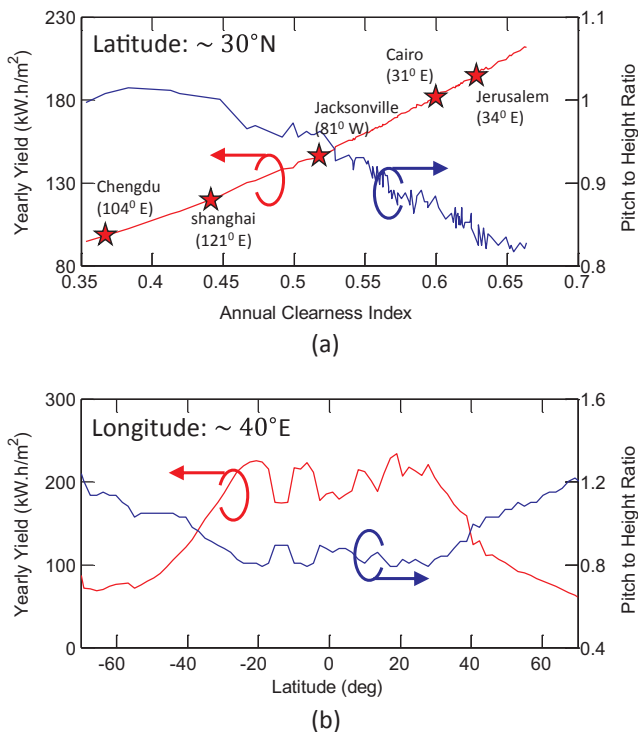 Latitude: ~ 30°N
Yearly Yield (kW.h/m²)
230
180
130
80
Chengdu
(104⁰ E)
shanghai
(121⁰ E)
Jacksonville
(81⁰ W)
Cairo
(31⁰ E)
Jerusalem
(34⁰ E)
1.1
1
0.9
0.8
Pitch to Height Ratio
0.35 0.4 0.45 0.5 0.55 0.6 0.65 0.7
Annual Clearness Index
(a)
Longitude: ~ 40°E
Yearly Yield (kW.h/m²)
300
200
100
0
1.6
1.2
0.8
0.4
Pitch to Height Ratio
-60 -40 -20 0 20 40 60
Latitude (deg)
(b)